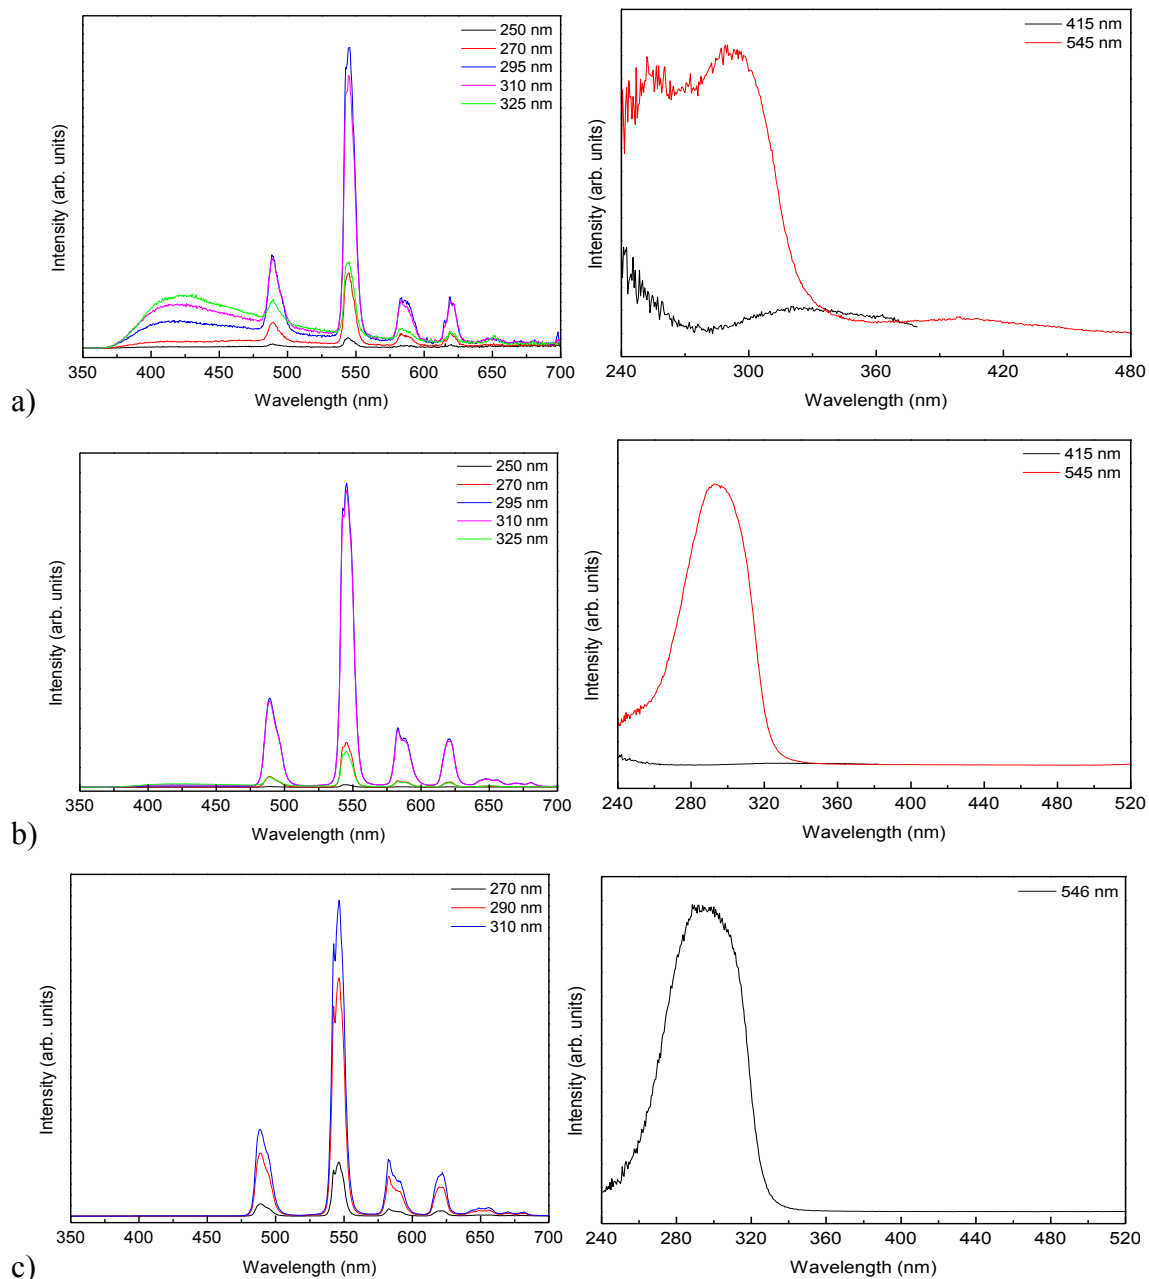 250 nm
270 nm
295 nm
310 nm
325 nm
Intensity (arb. units)
350 400 450 500 550 600 650 700
Wavelength (nm)
415 nm
545 nm
Intensity (arb. units)
240 300 360 420 480
Wavelength (nm)
a)
250 nm
270 nm
295 nm
310 nm
325 nm
Intensity (arb. units)
350 400 450 500 550 600 650 700
Wavelength (nm)
415 nm
545 nm
Intensity (arb. units)
240 280 320 360 400 440 480 520
Wavelength (nm)
b)
270 nm
290 nm
310 nm
Intensity (arb. units)
350 400 450 500 550 600 650 700
Wavelength (nm)
546 nm
Intensity (arb. units)
240 280 320 360 400 440 480 520
Wavelength (nm)
c)